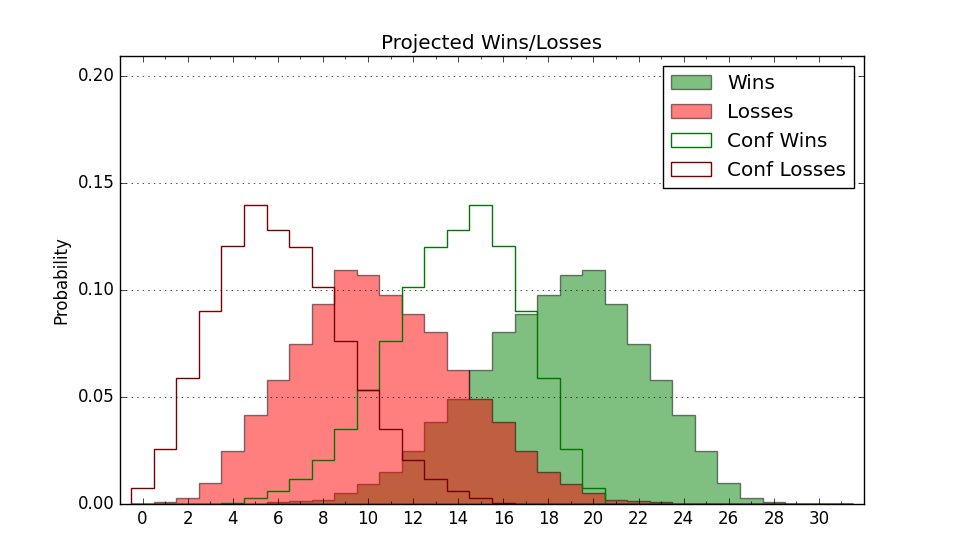 Projected Wins/Losses
0.20
0.15
0.10
0.05
0.00
Probability
Wins
Losses
Conf Wins
Conf Losses
0 2 4 6 8 10 12 14 16 18 20 22 24 26 28 30